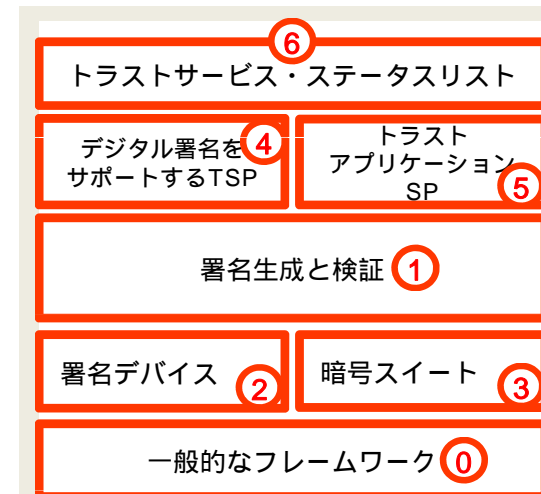 6
トラストサービス・ステータスリスト
デジタル署名を
サポートするTSP
4
トラスト
アプリケーション
SP
5
署名生成と検証 1
署名デバイス 2
暗号スイート 3
一般的なフレームワーク 0